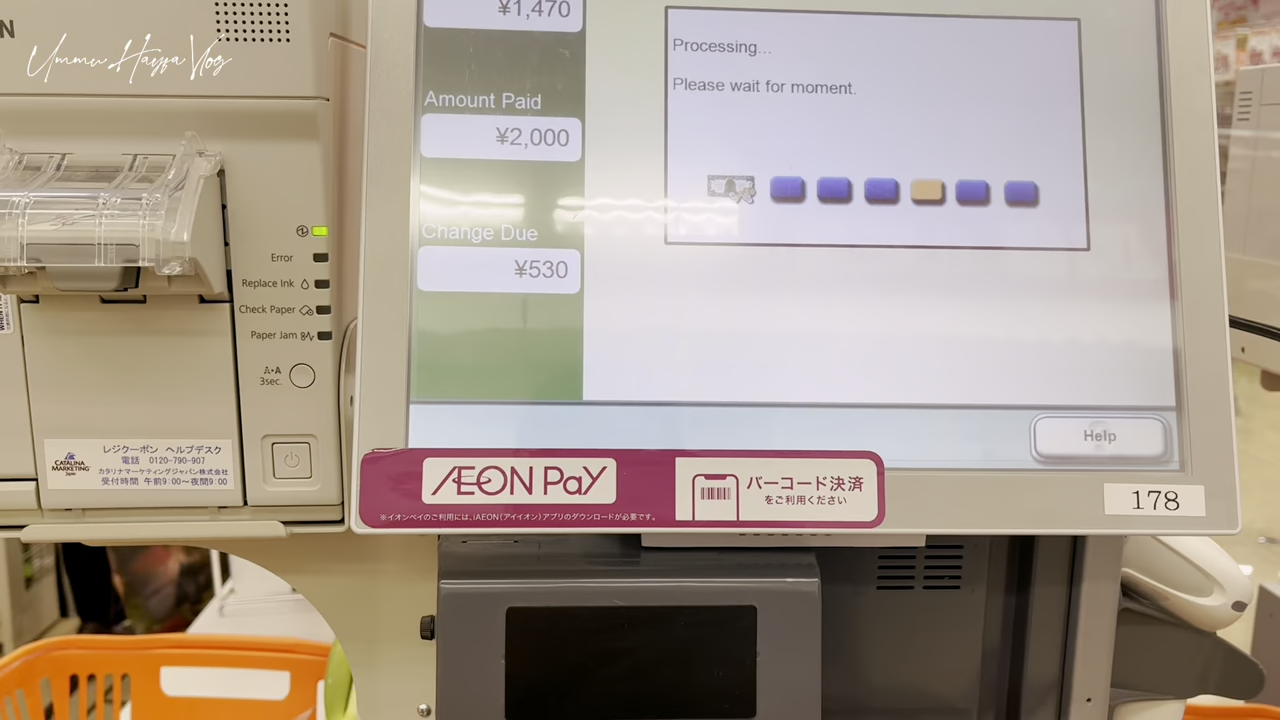 N
Ummu Hayya Vlog
¥1,470
Processing...
Please wait for moment.
Amount Paid
¥2,000
Change Due
¥530
Error
Replace Ink
Check Paper
Paper Jam
A•A
3sec.
CATALINA
MARKETING
Japan
レジクーポン ヘルプデスク
電話 0120-790-907
カタリナマーケティングジャパン株式会社
受付時間 午前9:00~夜間9:00
Help
ÆON Pay
バーコード決済
をご利用ください
※イオンペイのご利用には、iAEON(アイイオン)アプリのダウンロードが必要です。
178